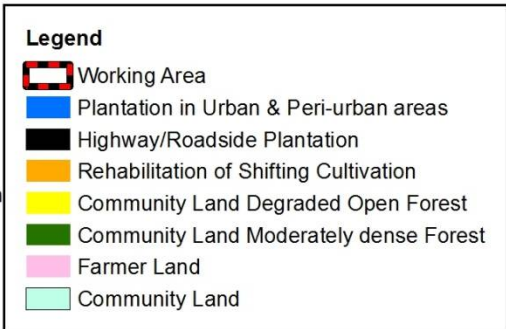 Legend
Working Area
Plantation in Urban & Peri-urban areas
Highway/Roadside Plantation
Rehabilitation of Shifting Cultivation
Community Land Degraded Open Forest
Community Land Moderately dense Forest
Farmer Land
Community Land